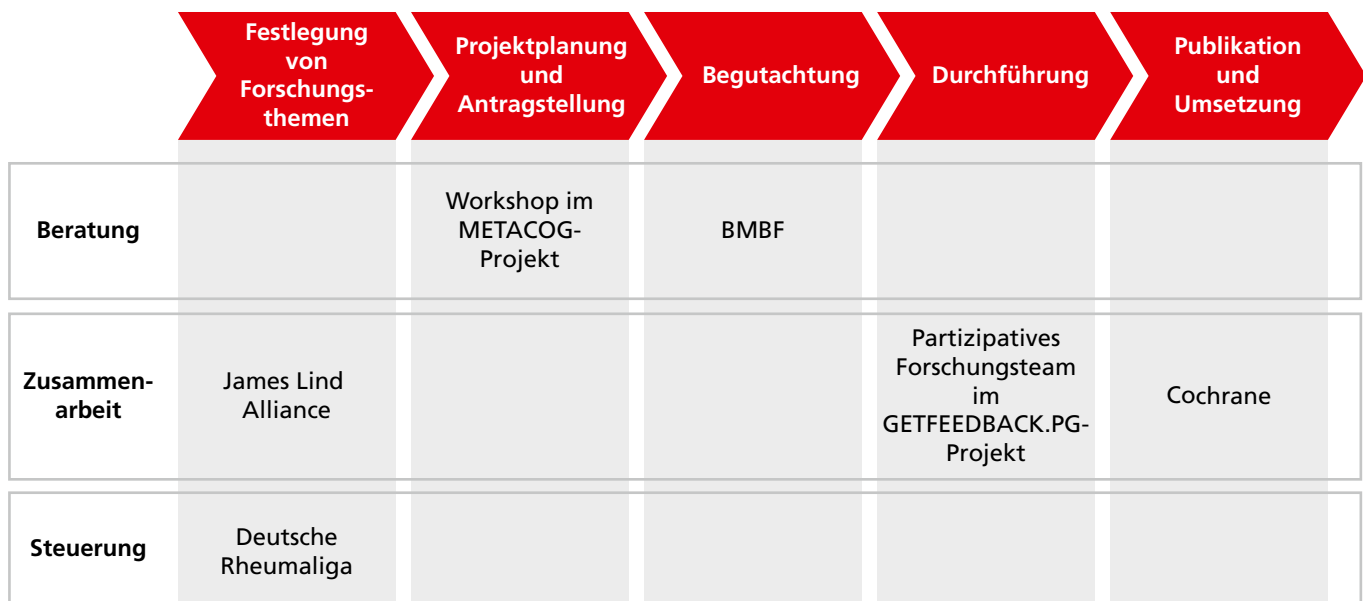 Festlegung
von
Forschungs-
themen
Projektplanung
und
Antragstellung
Begutachtung
Durchführung
Publikation
und
Umsetzung
Beratung
Workshop im
METACOG-
Projekt
BMBF
Zusammen-
arbeit
James Lind
Alliance
Partizipatives
Forschungsteam
im
GETFEEDBACK.PG-
Projekt
Cochrane
Steuerung
Deutsche
Rheumaliga